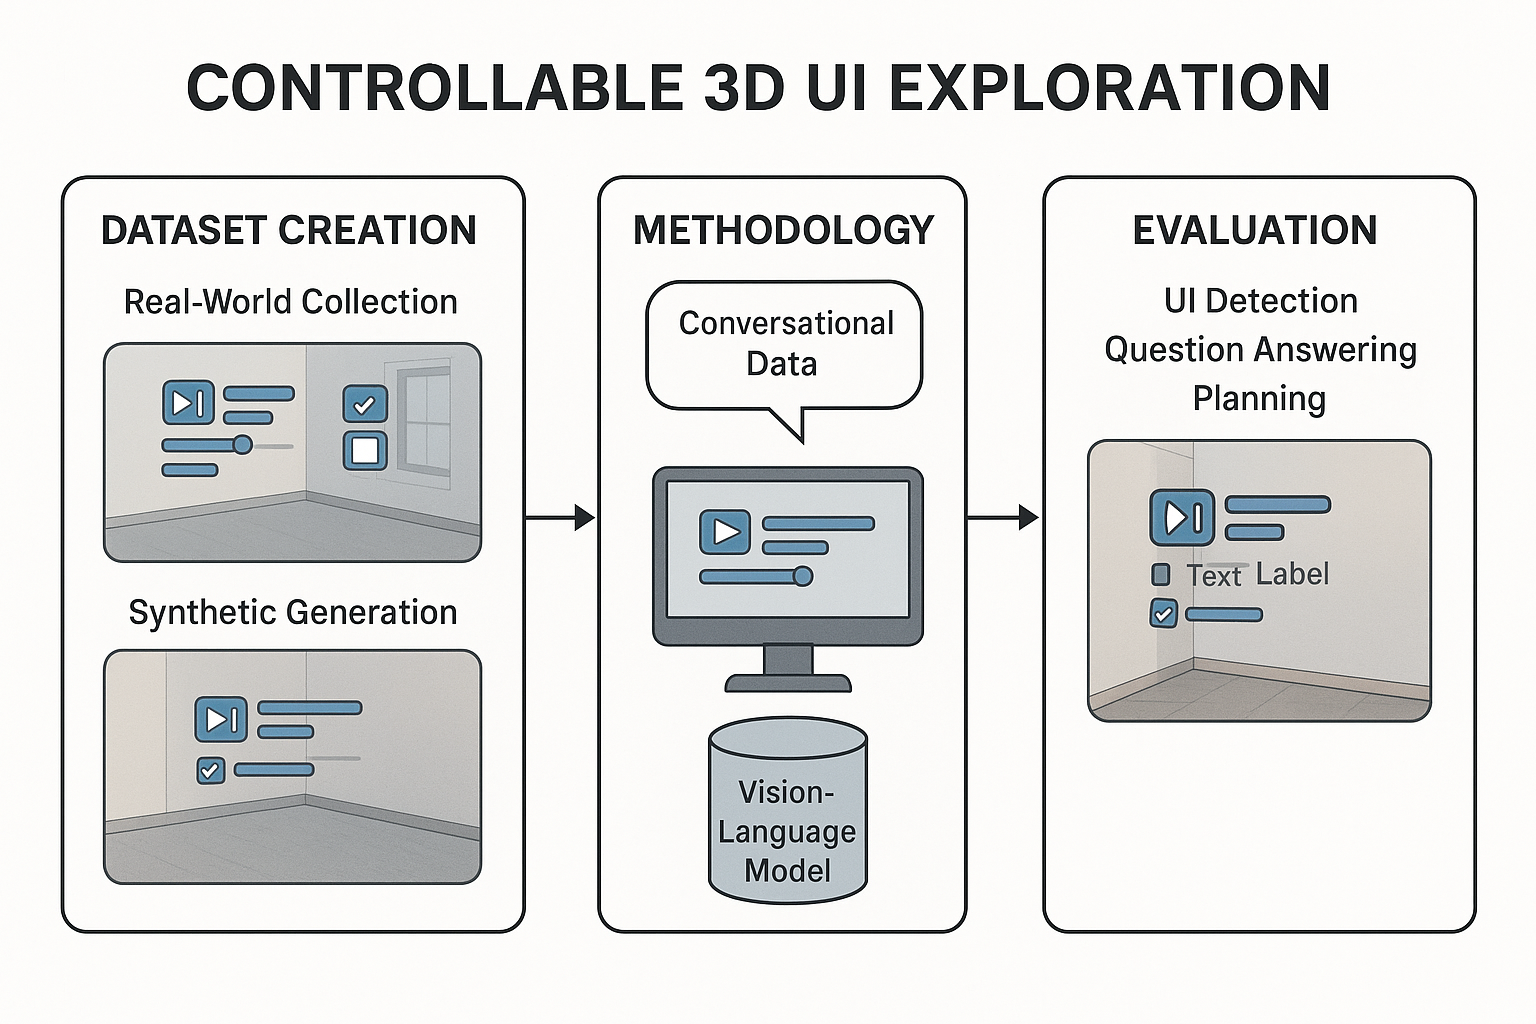 CONTROLLABLE 3D UI EXPLORATION
DATASET CREATION
Real-World Collection
Synthetic Generation
METHODOLOGY
Conversational
Data
Vision-
Language
Model
EVALUATION
UI Detection
Question Answering
Planning
Text Label